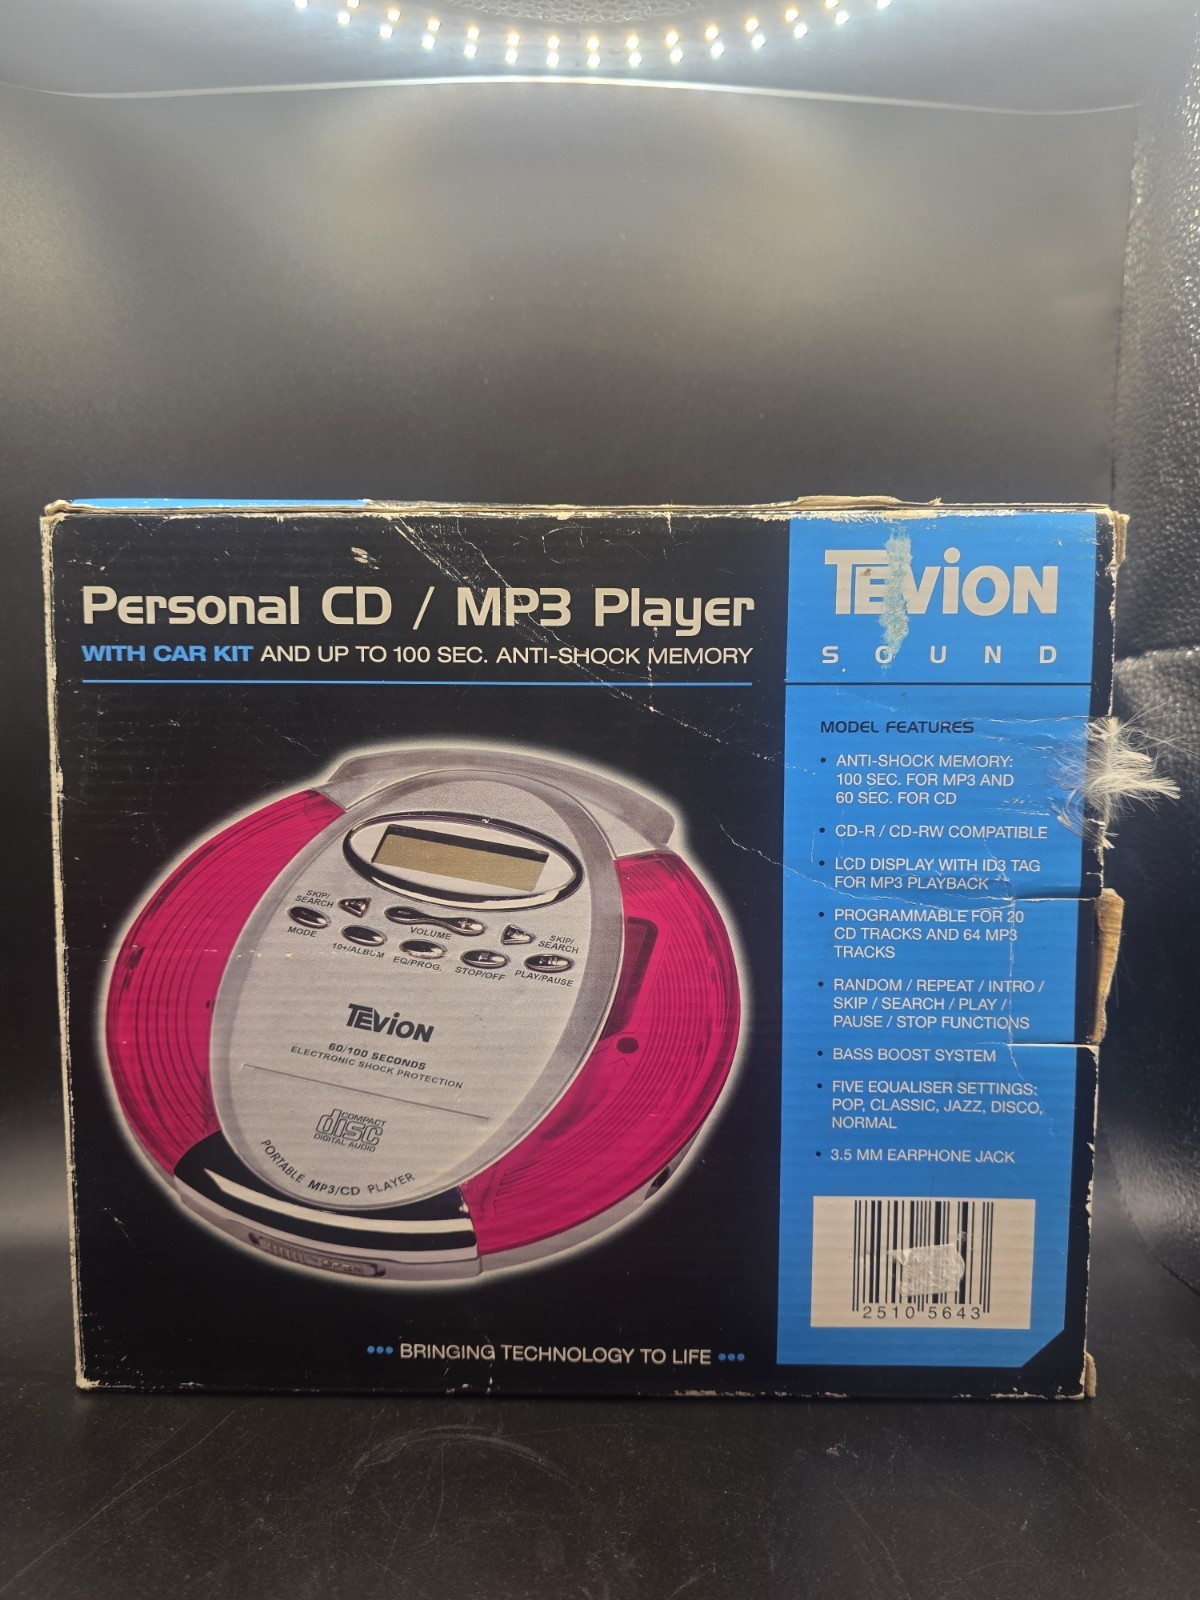 Personal CD / MP3 Player
WITH CAR KIT AND UP TO 100 SEC. ANTI-SHOCK MEMORY
TEVION
SOUND
MODEL FEATURES
• ANTI-SHOCK MEMORY:
100 SEC. FOR MP3 AND
60 SEC. FOR CD
• CD-R / CD-RW COMPATIBLE
• LCD DISPLAY WITH ID3 TAG
FOR MP3 PLAYBACK
• PROGRAMMABLE FOR 20
CD TRACKS AND 64 MP3
TRACKS
• RANDOM / REPEAT / INTRO /
SKIP / SEARCH / PLAY /
PAUSE / STOP FUNCTIONS
• BASS BOOST SYSTEM
• FIVE EQUALISER SETTINGS:
POP, CLASSIC, JAZZ, DISCO,
NORMAL
• 3.5 MM EARPHONE JACK
2510 5643
SKIP/
SEARCH
MODE
VOLUME
10+/ALBUM
EQ/PROG.
STOP/OFF
SKIP/
SEARCH
PLAY/PAUSE
TEVION
60/100 SECONDS
ELECTRONIC SHOCK PROTECTION
COMPACT
disc
DIGITAL AUDIO
PORTABLE MP3/CD PLAYER
••• BRINGING TECHNOLOGY TO LIFE •••